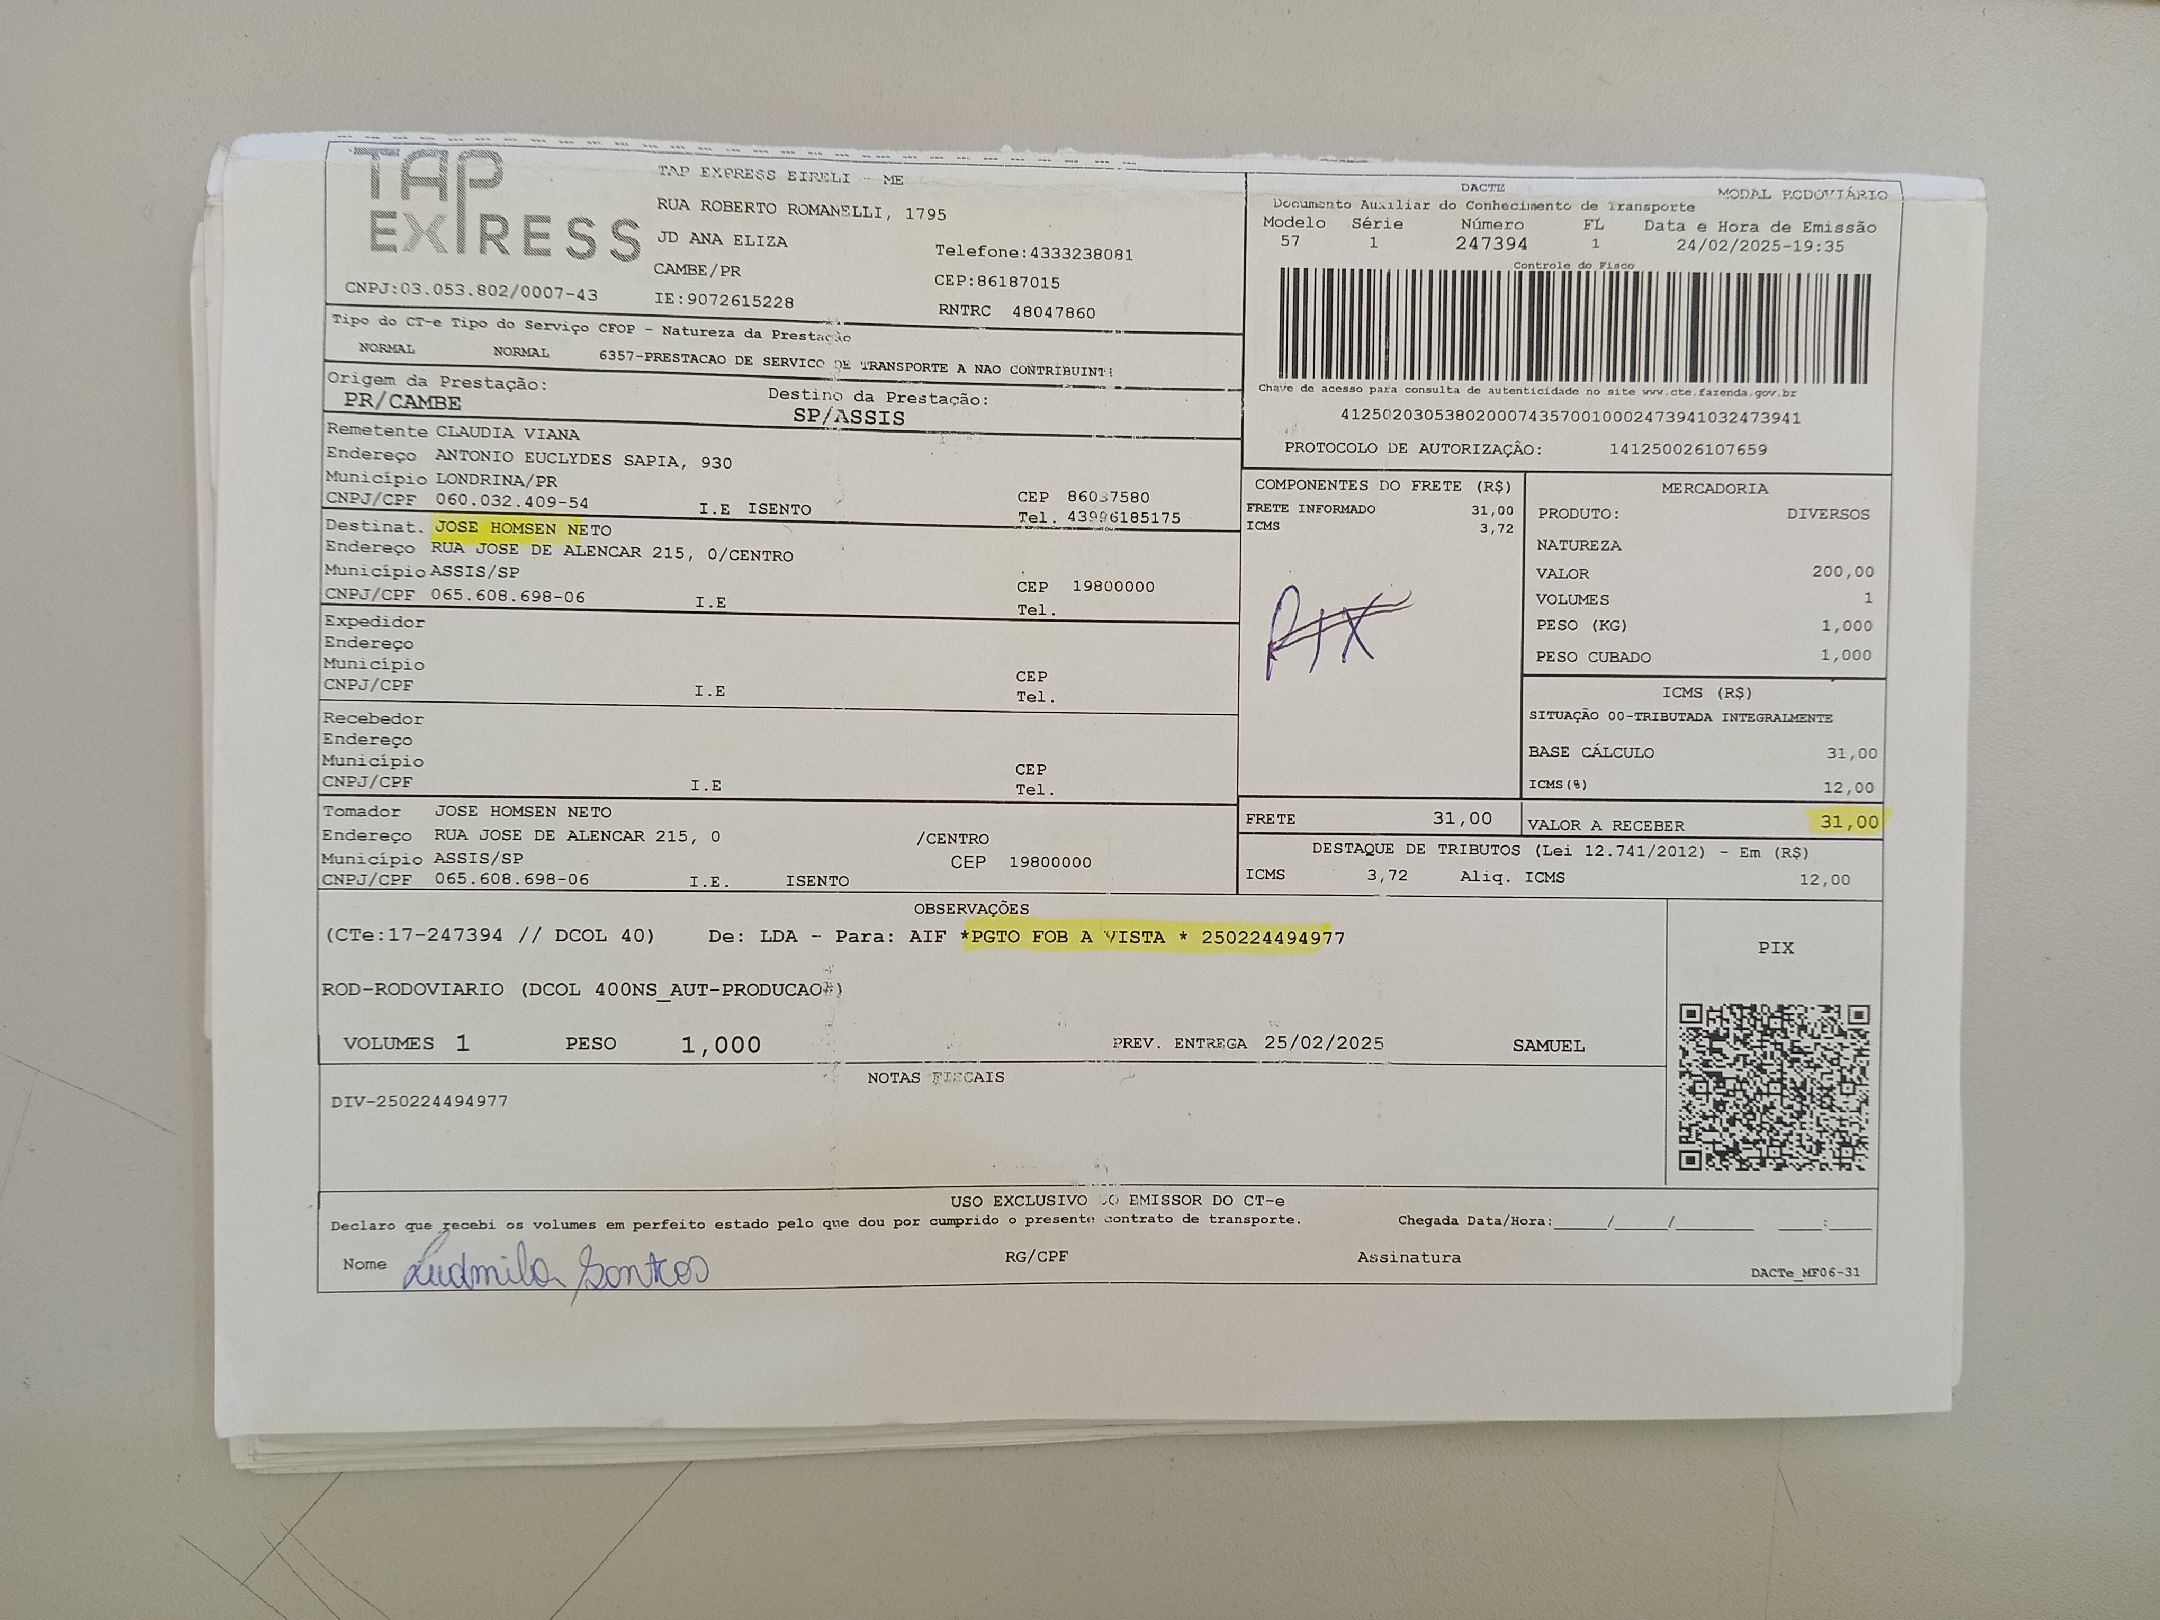 TAP EXPRESS
TAP EXPRESS EIRELI - ME
RUA ROBERTO ROMANELLI, 1795
JD ANA ELIZA
Telefone:4333238081
CAMBE/PR
CEP:86187015
CNPJ:03.053.802/0007-43
IE:9072615228
RNTRC 48047860
Tipo do CT-e Tipo do Serviço CFOP - Natureza da Prestação
NORMAL NORMAL 6357-PRESTACAO DE SERVICO DE TRANSPORTE A NAO CONTRIBUINT
Origem da Prestação:
PR/CAMBE
Destino da Prestação:
SP/ASSIS
DACTE
MODAL RODOVIÁRIO
Documento Auxiliar do Conhecimento de Transporte
Modelo Série Número FL Data e Hora de Emissão
57 1 247394 1 24/02/2025-19:35
Controle do Fisco
Chave de acesso para consulta de autenticidade no site www.cte.fazenda.gov.br
41250203053802000743570010002473941032473941
PROTOCOLO DE AUTORIZAÇÂO: 141250026107659
Remetente CLAUDIA VIANA
Endereço ANTONIO EUCLYDES SAPIA, 930
Município LONDRINA/PR
CEP 86037580
CNPJ/CPF 060.032.409-54 I.E ISENTO Tel. 43996185175
Destinat. JOSE HOMSEN NETO
Endereço RUA JOSE DE ALENCAR 215, 0/CENTRO
Município ASSIS/SP CEP 19800000
CNPJ/CPF 065.608.698-06 I.E Tel.
Expedidor
Endereço
Município CEP
CNPJ/CPF I.E Tel.
Recebedor
Endereço
Município CEP
CNPJ/CPF I.E Tel.
Tomador JOSE HOMSEN NETO
Endereço RUA JOSE DE ALENCAR 215, 0 /CENTRO
Município ASSIS/SP CEP 19800000
CNPJ/CPF 065.608.698-06 I.E. ISENTO
COMPONENTES DO FRETE (R$)
FRETE INFORMADO 31,00
ICMS 3,72
PIX
MERCADORIA
PRODUTO: DIVERSOS
NATUREZA
VALOR 200,00
VOLUMES 1
PESO (KG) 1,000
PESO CUBADO 1,000
ICMS (R$)
SITUAÇÃO 00-TRIBUTADA INTEGRALMENTE
BASE CÁLCULO 31,00
ICMS(%) 12,00
FRETE 31,00
VALOR A RECEBER 31,00
DESTAQUE DE TRIBUTOS (Lei 12.741/2012) - Em (R$)
ICMS 3,72 Aliq. ICMS 12,00
OBSERVAÇÕES
(CTe:17-247394 // DCOL 40) De: LDA - Para: AIF *PGTO FOB A VISTA * 250224494977
ROD-RODOVIARIO (DCOL 400NS_AUT-PRODUCAO#)
VOLUMES 1 PESO 1,000 PREV. ENTREGA 25/02/2025 SAMUEL
PIX
NOTAS FISCAIS
DIV-250224494977
USO EXCLUSIVO DO EMISSOR DO CT-e
Declaro que recebi os volumes em perfeito estado pelo que dou por cumprido o presente contrato de transporte. Chegada Data/Hora:____/____/______ ___:___
Nome Ludmila Santos RG/CPF Assinatura
DACTe_MF06-31